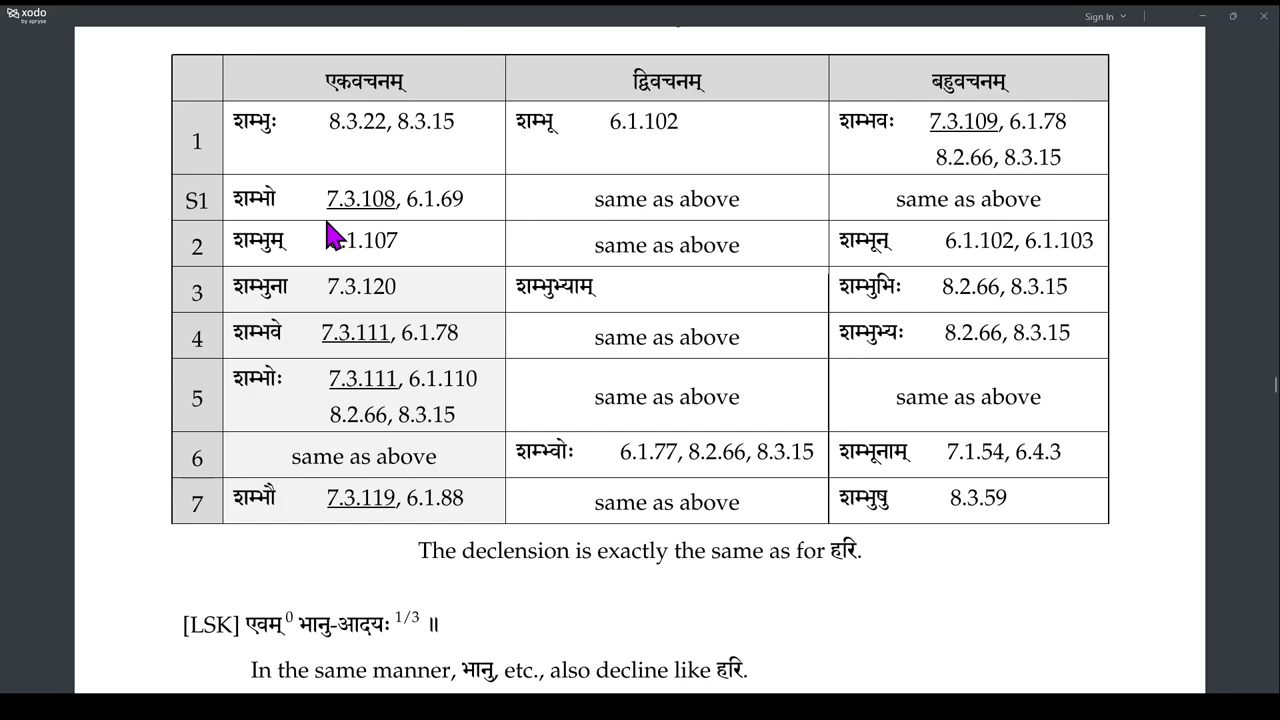 xodo
by apryse
Sign In
एकवचनम् द्विवचनम् बहुवचनम्
1 शम्भुः 8.3.22, 8.3.15 शम्भू 6.1.102 शम्भवः 7.3.109, 6.1.78
8.2.66, 8.3.15
S1 शम्भो 7.3.108, 6.1.69 same as above same as above
2 शम्भुम् .1.107 same as above शम्भून् 6.1.102, 6.1.103
3 शम्भुना 7.3.120 शम्भुभ्याम् शम्भुभिः 8.2.66, 8.3.15
4 शम्भवे 7.3.111, 6.1.78 same as above शम्भुभ्यः 8.2.66, 8.3.15
5 शम्भोः 7.3.111, 6.1.110 same as above same as above
8.2.66, 8.3.15
6 same as above शम्भ्वोः 6.1.77, 8.2.66, 8.3.15 शम्भूनाम् 7.1.54, 6.4.3
7 शम्भौ 7.3.119, 6.1.88 same as above शम्भुषु 8.3.59
The declension is exactly the same as for हरि.
[LSK] एवम् 0 भानु-आदयः 1/3 ॥
In the same manner, भानु, etc., also decline like हरि.